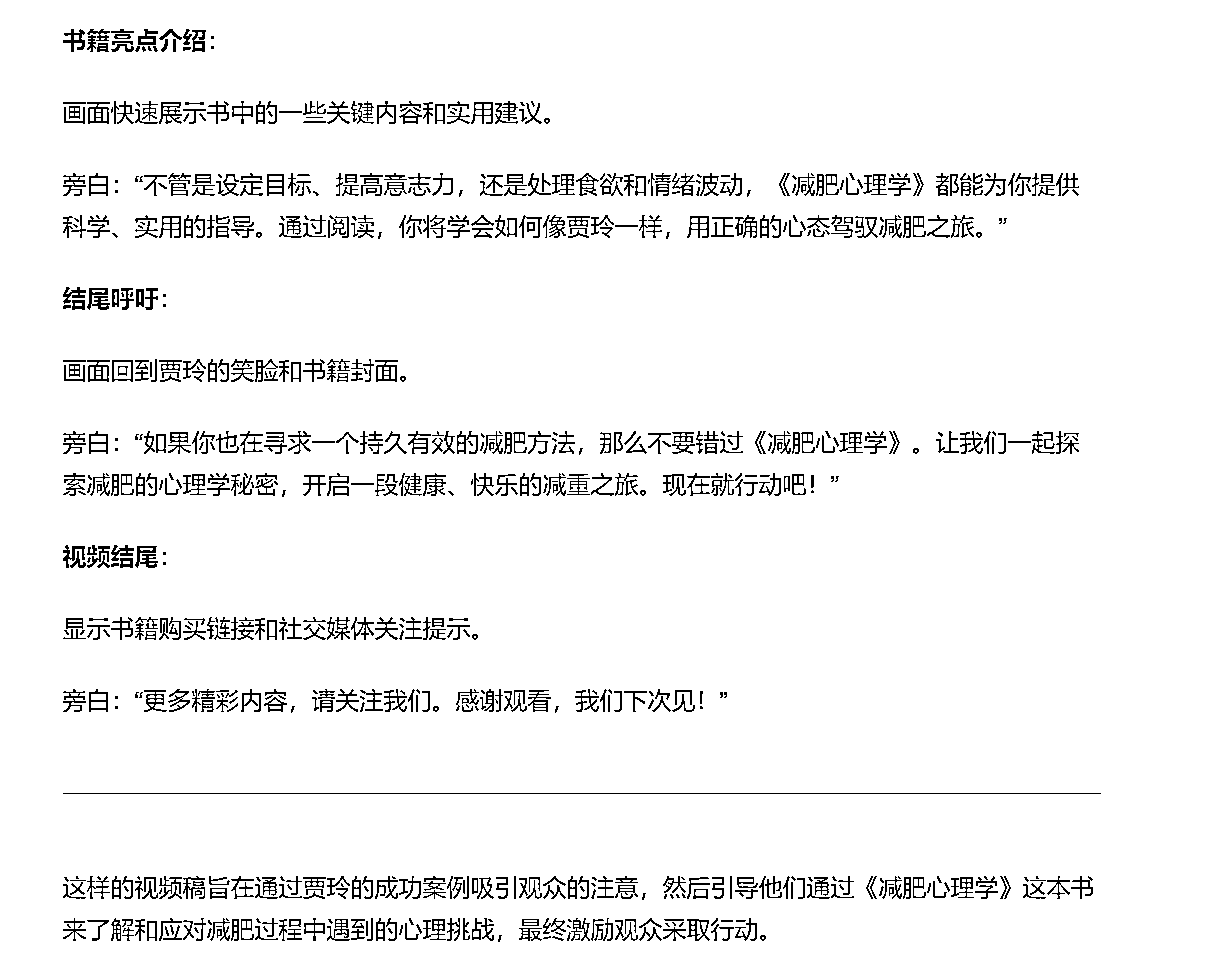 书籍亮点介绍：
画面快速展示书中的一些关键内容和实用建议。
旁白：“不管是设定目标、提高意志力，还是处理食欲和情绪波动，《减肥心理学》都能为你提供
科学、实用的指导。通过阅读，你将学会如何像贾玲一样，用正确的心态驾驭减肥之旅。”
结尾呼吁：
画面回到贾玲的笑脸和书籍封面。
旁白：“如果你也在寻求一个持久有效的减肥方法，那么不要错过《减肥心理学》。让我们一起探
索减肥的心理学秘密，开启一段健康、快乐的减重之旅。现在就行动吧！”
视频结尾：
显示书籍购买链接和社交媒体关注提示。
旁白：“更多精彩内容，请关注我们。感谢观看，我们下次见！”
这样的视频稿旨在通过贾玲的成功案例吸引观众的注意，然后引导他们通过《减肥心理学》这本书
来了解和应对减肥过程中遇到的心理挑战，最终激励观众采取行动。